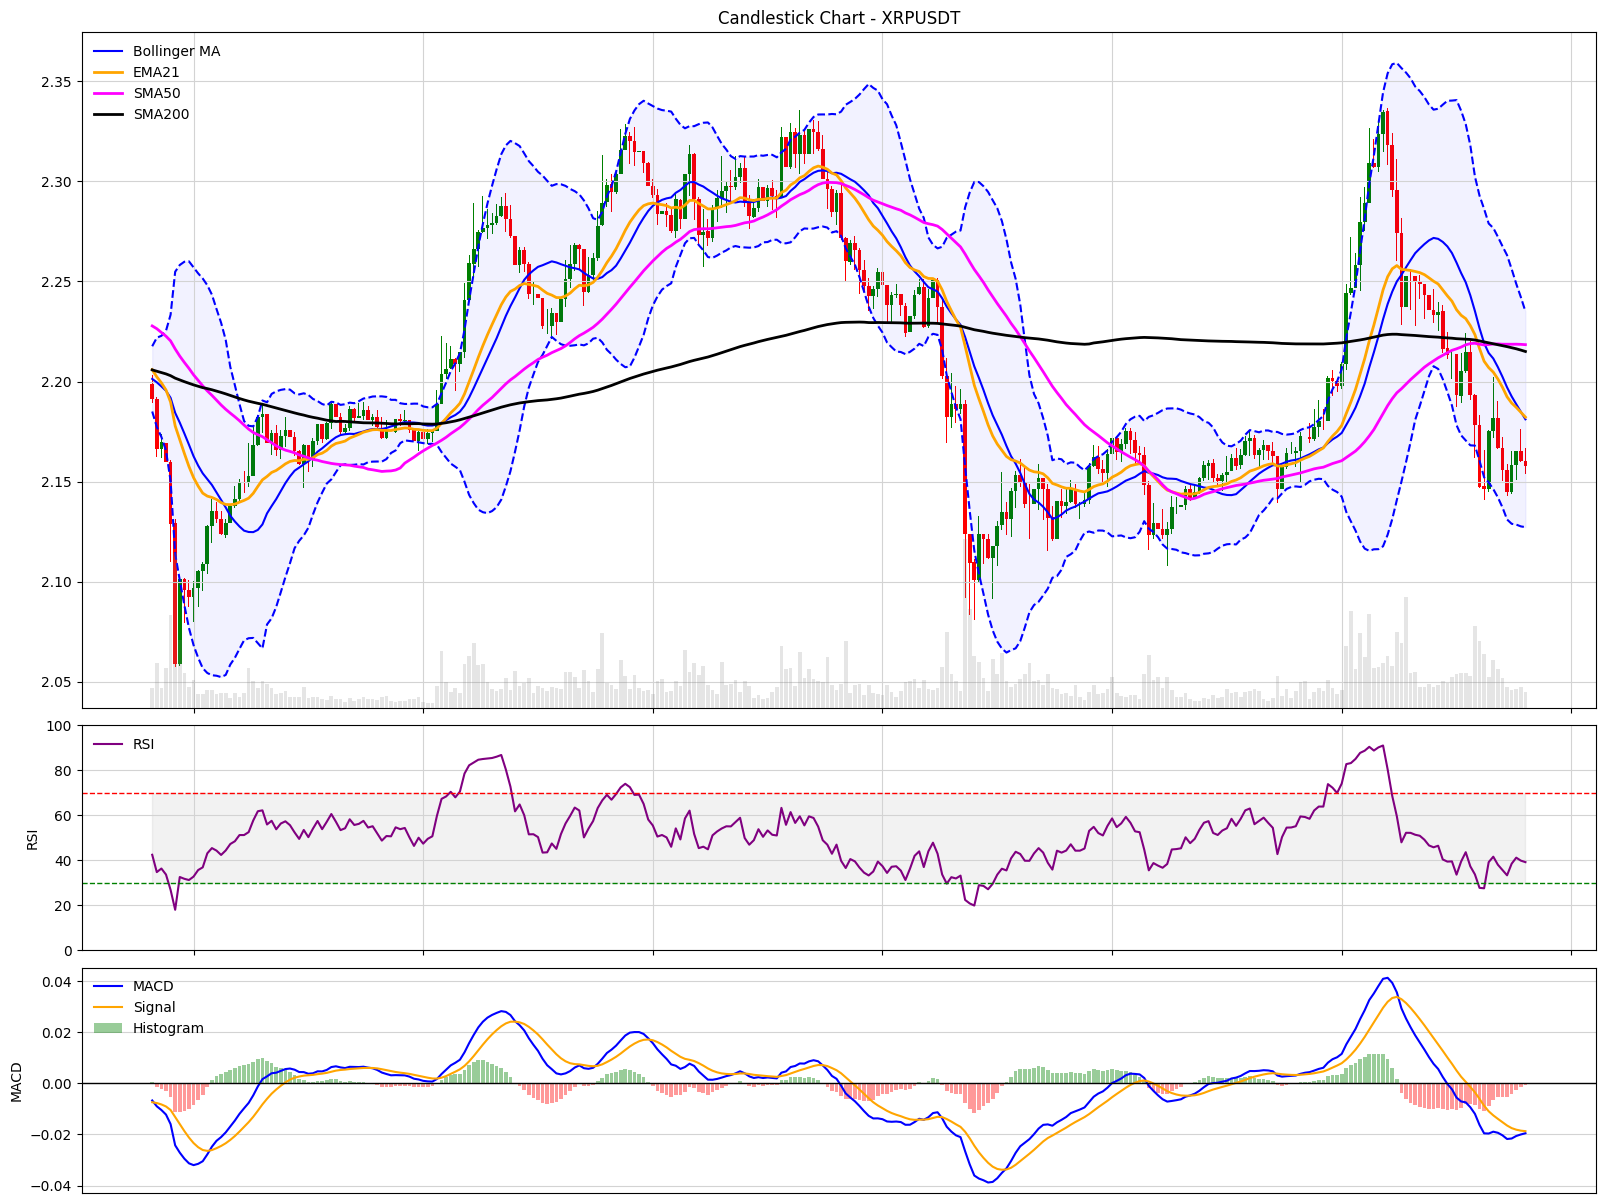 Candlestick Chart - XRPUSDT
Bollinger MA
EMA21
SMA50
SMA200
2.35
2.30
2.25
2.20
2.15
2.10
2.05
RSI
100
80
60
40
20
0
RSI
MACD
Signal
Histogram
0.04
0.02
0.00
−0.02
−0.04
MACD